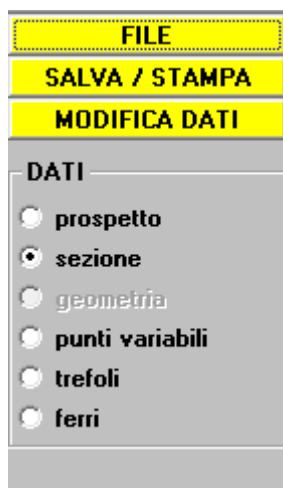 FILE
SALVA / STAMPA
MODIFICA DATI
DATI
prospetto
sezione
geometria
punti variabili
trefoli
ferri